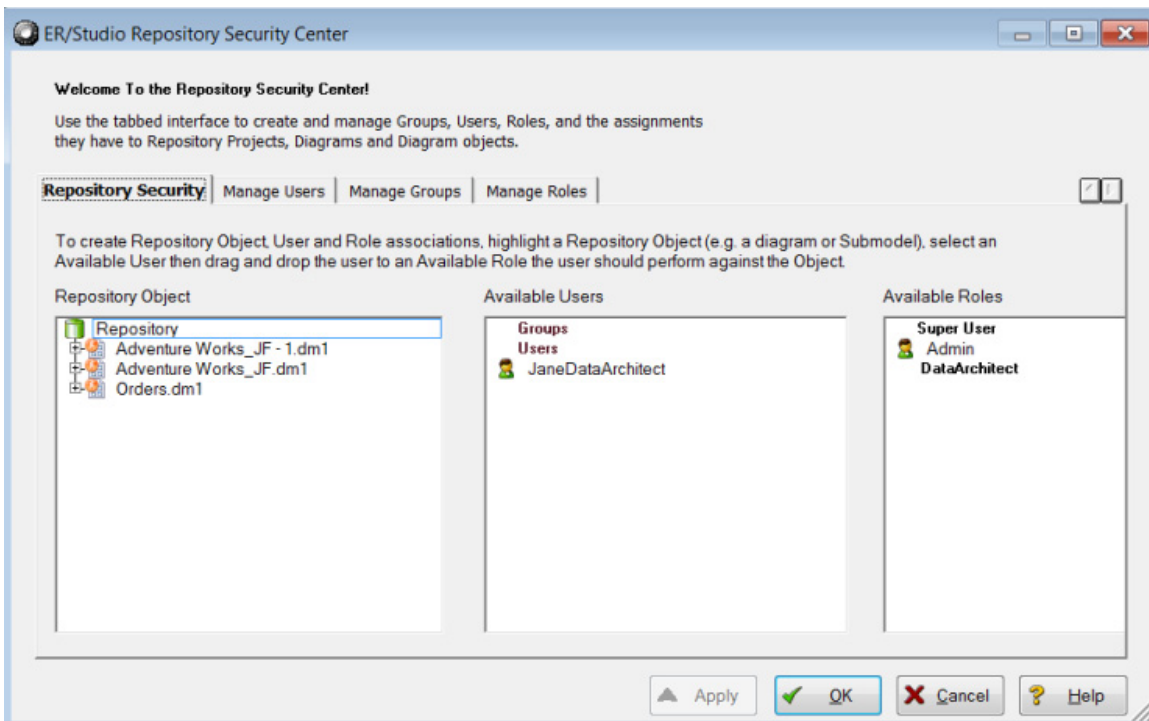 ER/Studio Repository Security Center
Welcome To the Repository Security Center!
Use the tabbed interface to create and manage Groups, Users, Roles, and the assignments
they have to Repository Projects, Diagrams and Diagram objects.
Repository Security Manage Users Manage Groups Manage Roles
To create Repository Object, User and Role associations, highlight a Repository Object (e.g. a diagram or Submodel), select an
Available User then drag and drop the user to an Available Role the user should perform against the Object.
Repository Object
Repository
Adventure Works_JF - 1.dm1
Adventure Works_JF.dm1
Orders.dm1
Available Users
Groups
Users
JaneDataArchitect
Available Roles
Super User
Admin
DataArchitect
Apply OK Cancel Help